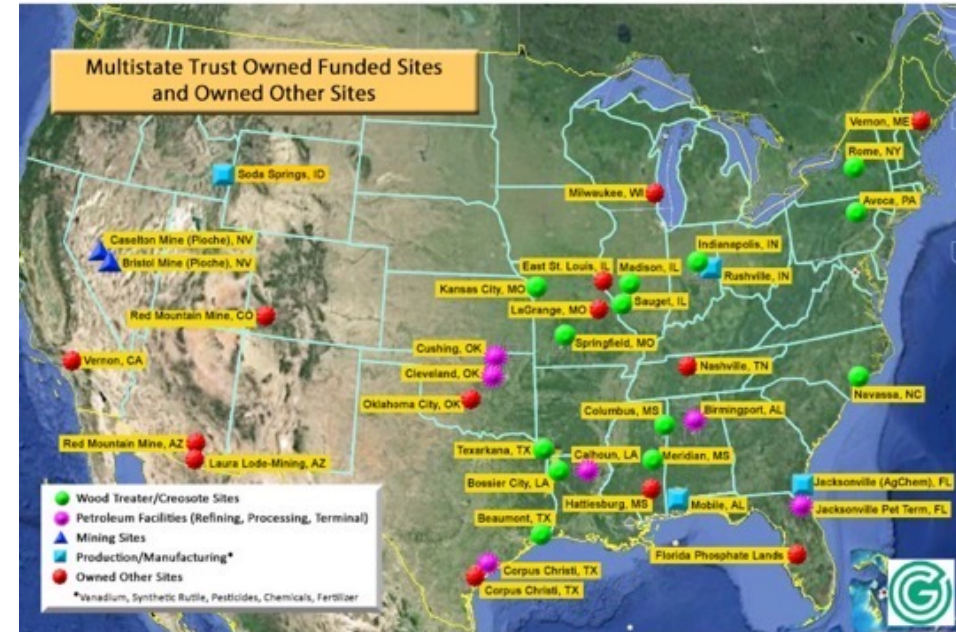 Multistate Trust Owned Funded Sites
and Owned Other Sites
Vernon, ME
Rome, NY
Soda Springs, ID
Milwaukee, WI
Avoca, PA
Caselton Mine (Pioche), NV
Bristol Mine (Pioche), NV
Indianapolis, IN
Rushville, IN
East St. Louis, IL
Madison, IL
Kansas City, MO
Sauget, IL
LaGrange, MO
Red Mountain Mine, CO
Springfield, MO
Cushing, OK
Vernon, CA
Cleveland, OK
Nashville, TN
Navassa, NC
Oklahoma City, OK
Columbus, MS
Birmingport, AL
Red Mountain Mine, AZ
Laura Lode-Mining, AZ
Texarkana, TX
Calhoun, LA
Meridian, MS
Bossier City, LA
Hattiesburg, MS
Mobile, AL
Jacksonville (AgChem), FL
Jacksonville Pet Term, FL
Beaumont, TX
Florida Phosphate Lands
Corpus Christi, TX
Corpus Christi, TX
Wood Treater/Creosote Sites
Petroleum Facilities (Refining, Processing, Terminal)
Mining Sites
Production/Manufacturing*
Owned Other Sites
*Vanadium, Synthetic Rutile, Pesticides, Chemicals, Fertilizer
G